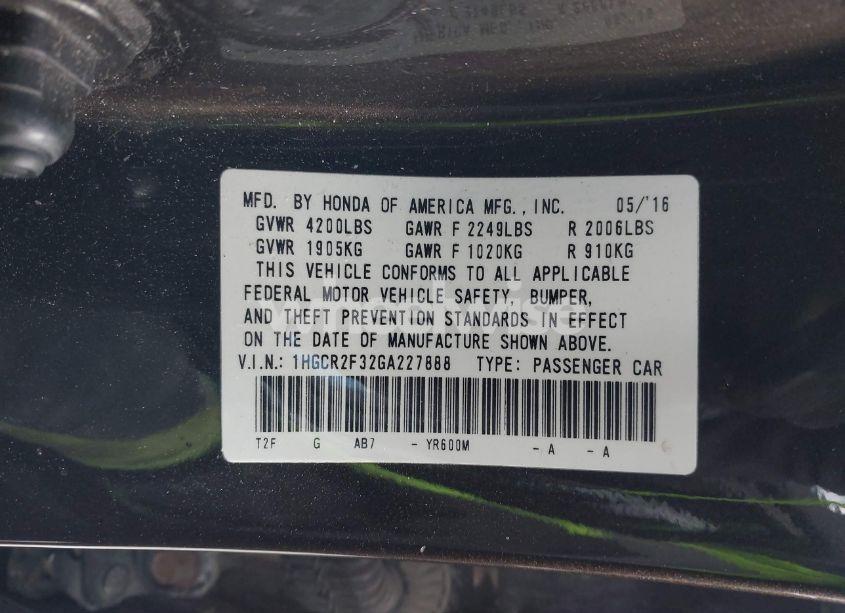 MFD. BY HONDA OF AMERICA MFG., INC. 05/'16
GVWR 4200LBS GAWR F 2249LBS R 2006LBS
GVWR 1905KG GAWR F 1020KG R 910KG
THIS VEHICLE CONFORMS TO ALL APPLICABLE
FEDERAL MOTOR VEHICLE SAFETY, BUMPER,
AND THEFT PREVENTION STANDARDS IN EFFECT
ON THE DATE OF MANUFACTURE SHOWN ABOVE.
V.I.N.: 1HGCR2F32GA227888 TYPE: PASSENGER CAR
T2F G AB7 - YR600M - A - A